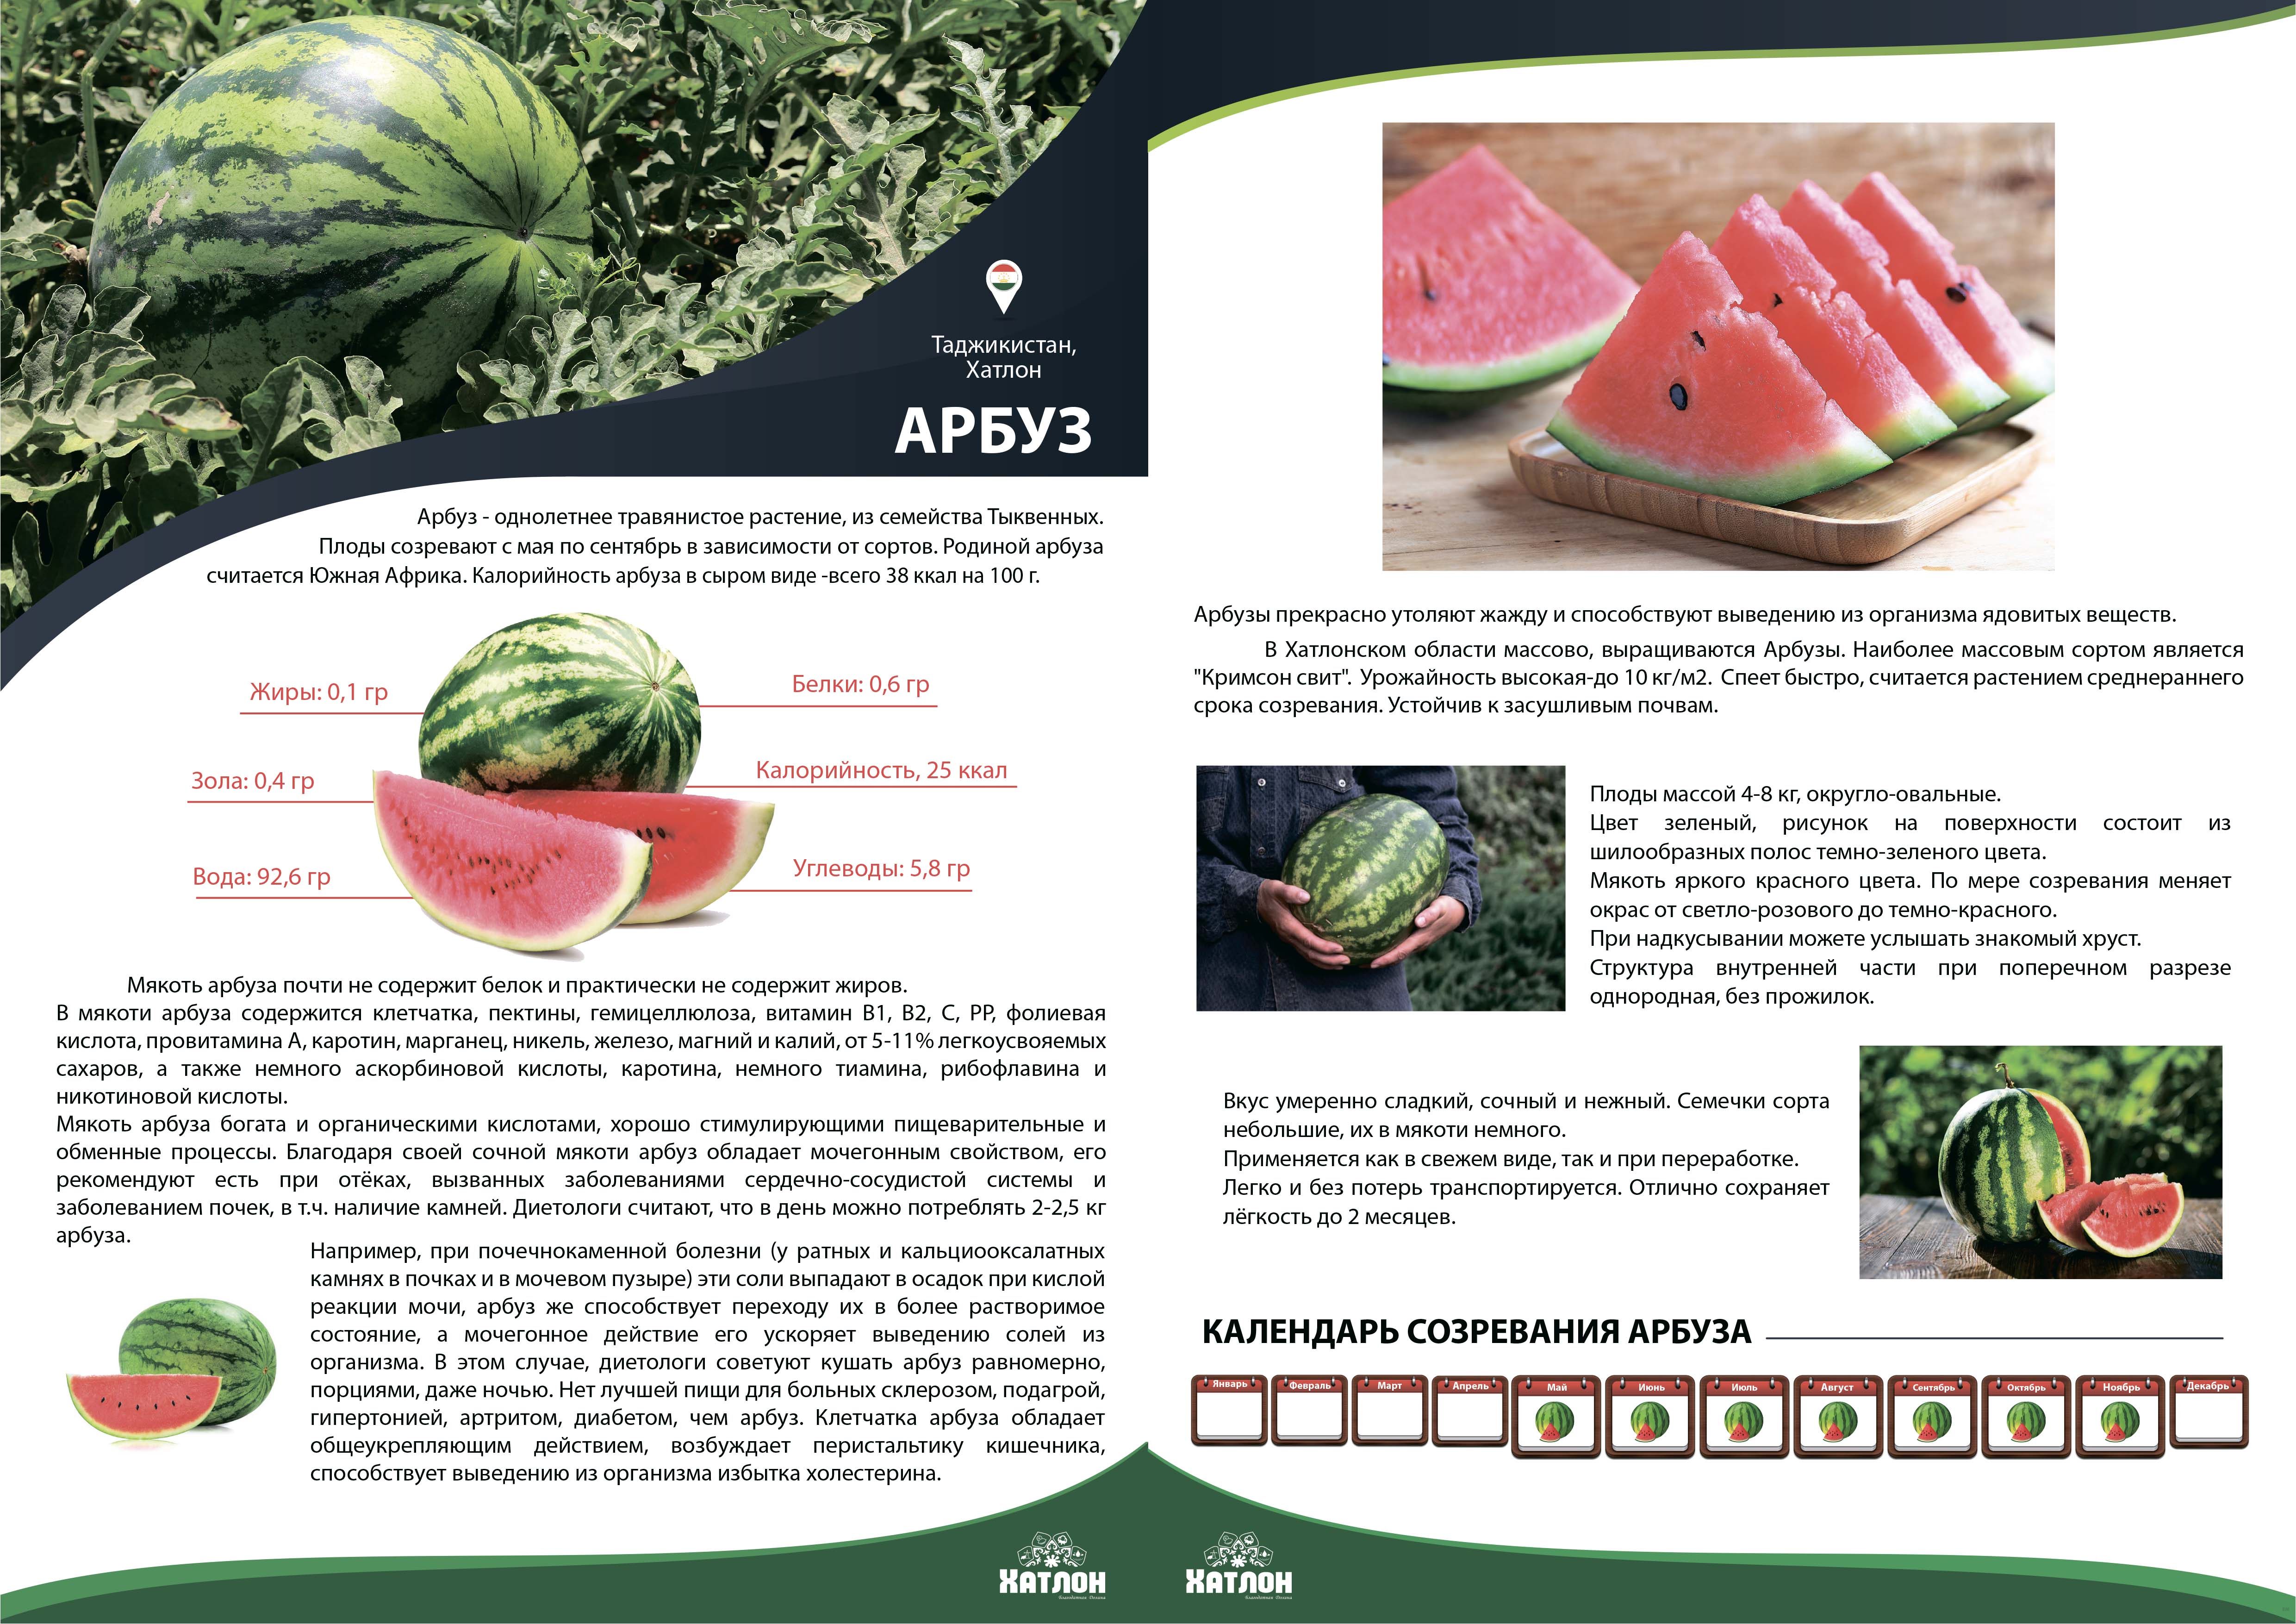 Таджикистан,
Хатлон
АРБУЗ
Арбуз - однолетнее травянистое растение, из семейства Тыквенных.
Плоды созревают с мая по сентябрь в зависимости от сортов. Родиной арбуза
считается Южная Африка. Калорийность арбуза в сыром виде -всего 38 ккал на 100 г.
Жиры: 0,1 гр
Белки: 0,6 гр
Зола: 0,4 гр
Калорийность, 25 ккал
Вода: 92,6 гр
Углеводы: 5,8 гр
Мякоть арбуза почти не содержит белок и практически не содержит жиров.
В мякоти арбуза содержится клетчатка, пектины, гемицеллюлоза, витамин В1, В2, С, РР, фолиевая
кислота, провитамина А, каротин, марганец, никель, железо, магний и калий, от 5-11% легкоусвояемых
сахаров, а также немного аскорбиновой кислоты, каротина, немного тиамина, рибофлавина и
никотиновой кислоты.
Мякоть арбуза богата и органическими кислотами, хорошо стимулирующими пищеварительные и
обменные процессы. Благодаря своей сочной мякоти арбуз обладает мочегонным свойством, его
рекомендуют есть при отёках, вызванных заболеваниями сердечно-сосудистой системы и
заболеванием почек, в т.ч. наличие камней. Диетологи считают, что в день можно потреблять 2-2,5 кг
арбуза.
Например, при почечнокаменной болезни (у ратных и кальциооксалатных
камнях в почках и в мочевом пузыре) эти соли выпадают в осадок при кислой
реакции мочи, арбуз же способствует переходу их в более растворимое
состояние, а мочегонное действие его ускоряет выведению солей из
организма. В этом случае, диетологи советуют кушать арбуз равномерно,
порциями, даже ночью. Нет лучшей пищи для больных склерозом, подагрой,
гипертонией, артритом, диабетом, чем арбуз. Клетчатка арбуза обладает
общеукрепляющим действием, возбуждает перистальтику кишечника,
способствует выведению из организма избытка холестерина.
ХАТЛОН
Арбузы прекрасно утоляют жажду и способствуют выведению из организма ядовитых веществ.
В Хатлонском области массово, выращиваются Арбузы. Наиболее массовым сортом является
"Кримсон свит". Урожайность высокая-до 10 кг/м2. Спеет быстро, считается растением среднераннего
срока созревания. Устойчив к засушливым почвам.
Плоды массой 4-8 кг, округло-овальные.
Цвет зеленый, рисунок на поверхности состоит из
шилообразных полос темно-зеленого цвета.
Мякоть яркого красного цвета. По мере созревания меняет
окрас от светло-розового до темно-красного.
При надкусывании можете услышать знакомый хруст.
Структура внутренней части при поперечном разрезе
однородная, без прожилок.
Вкус умеренно сладкий, сочный и нежный. Семечки сорта
небольшие, их в мякоти немного.
Применяется как в свежем виде, так и при переработке.
Легко и без потерь транспортируется. Отлично сохраняет
лёгкость до 2 месяцев.
КАЛЕНДАРЬ СОЗРЕВАНИЯ АРБУЗА
Январь Февраль Март Апрель Май Июнь Июль Август Сентябрь Октябрь Ноябрь Декабрь
ХАТЛОН